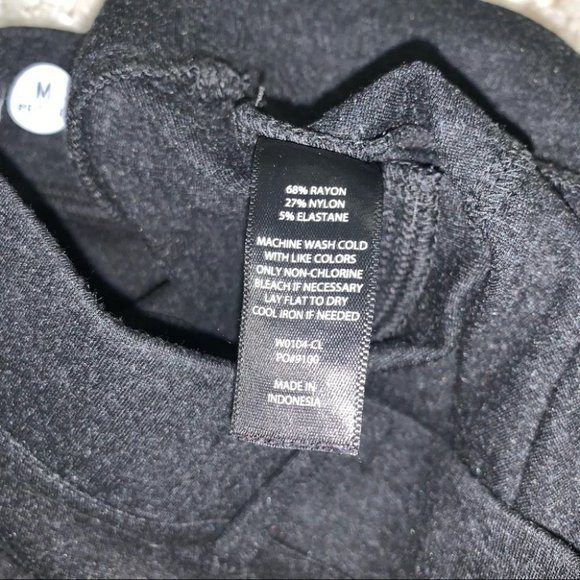 M
68% RAYON
27% NYLON
5% ELASTANE
MACHINE WASH COLD
WITH LIKE COLORS
ONLY NON-CHLORINE
BLEACH IF NECESSARY
LAY FLAT TO DRY
COOL IRON IF NEEDED
W0104-CL
PO#9100
MADE IN
INDONESIA